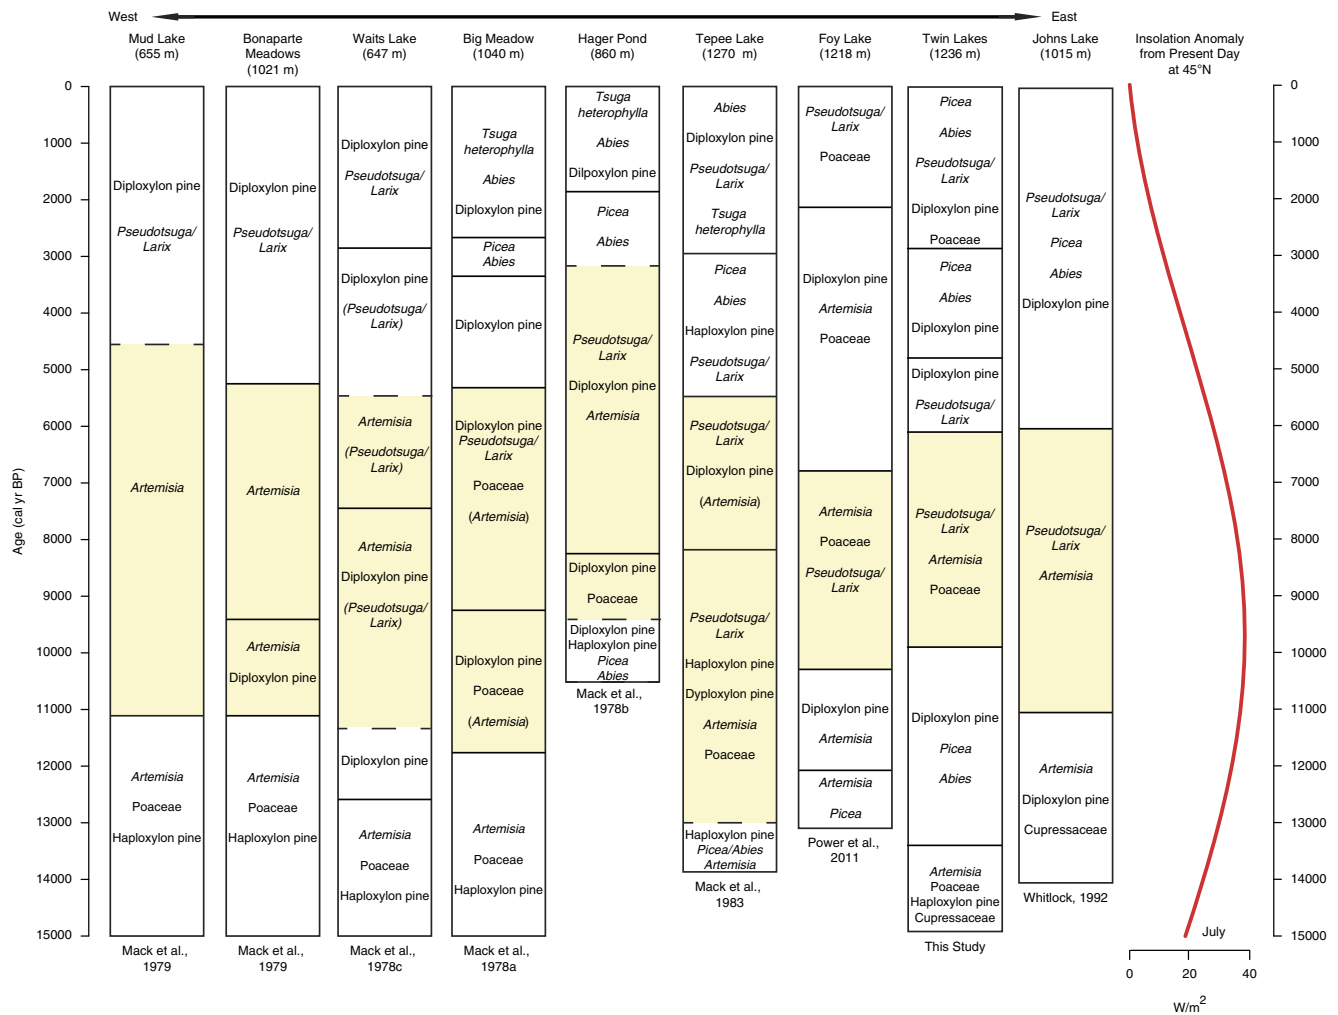 West
East
Mud Lake
(655 m)
Bonaparte
Meadows
(1021 m)
Waits Lake
(647 m)
Big Meadow
(1040 m)
Hager Pond
(860 m)
Tepee Lake
(1270 m)
Foy Lake
(1218 m)
Twin Lakes
(1236 m)
Johns Lake
(1015 m)
Insolation Anomaly
from Present Day
at 45°N
Age (cal yr BP)
0
1000
2000
3000
4000
5000
6000
7000
8000
9000
10000
11000
12000
13000
14000
15000
Diploxylon pine
Pseudotsuga/
Larix
Artemisia
Artemisia
Poaceae
Haploxylon pine
Mack et al.,
1979
Diploxylon pine
Pseudotsuga/
Larix
Artemisia
Artemisia
Diploxylon pine
Artemisia
Poaceae
Haploxylon pine
Mack et al.,
1979
Diploxylon pine
Pseudotsuga/
Larix
Diploxylon pine
(Pseudotsuga/
Larix)
Artemisia
(Pseudotsuga/
Larix)
Artemisia
Diploxylon pine
(Pseudotsuga/
Larix)
Diploxylon pine
Artemisia
Poaceae
Haploxylon pine
Mack et al.,
1978c
Tsuga
heterophylla
Abies
Diploxylon pine
Picea
Abies
Diploxylon pine
Diploxylon pine
Pseudotsuga/
Larix
Poaceae
(Artemisia)
Diploxylon pine
Poaceae
(Artemisia)
Artemisia
Poaceae
Haploxylon pine
Mack et al.,
1978a
Tsuga
heterophylla
Abies
Dilpoxylon pine
Picea
Abies
Pseudotsuga/
Larix
Diploxylon pine
Artemisia
Diploxylon pine
Poaceae
Diploxylon pine
Haploxylon pine
Picea
Abies
Mack et al.,
1978b
Abies
Diploxylon pine
Pseudotsuga/
Larix
Tsuga
heterophylla
Picea
Abies
Haploxylon pine
Pseudotsuga/
Larix
Pseudotsuga/
Larix
Diploxylon pine
(Artemisia)
Pseudotsuga/
Larix
Haploxylon pine
Dyploxylon pine
Artemisia
Poaceae
Haploxylon pine
Picea/Abies
Artemisia
Mack et al.,
1983
Pseudotsuga/
Larix
Poaceae
Diploxylon pine
Artemisia
Poaceae
Artemisia
Poaceae
Pseudotsuga/
Larix
Diploxylon pine
Artemisia
Artemisia
Picea
Power et al.,
2011
Picea
Abies
Pseudotsuga/
Larix
Diploxylon pine
Poaceae
Picea
Abies
Diploxylon pine
Diploxylon pine
Pseudotsuga/
Larix
Pseudotsuga/
Larix
Artemisia
Poaceae
Diploxylon pine
Picea
Abies
Artemisia
Poaceae
Haploxylon pine
Cupressaceae
This Study
Pseudotsuga/
Larix
Picea
Abies
Diploxylon pine
Pseudotsuga/
Larix
Artemisia
Artemisia
Diploxylon pine
Cupressaceae
Whitlock, 1992
July
0
20
40
W/m2
0
1000
2000
3000
4000
5000
6000
7000
8000
9000
10000
11000
12000
13000
14000
15000